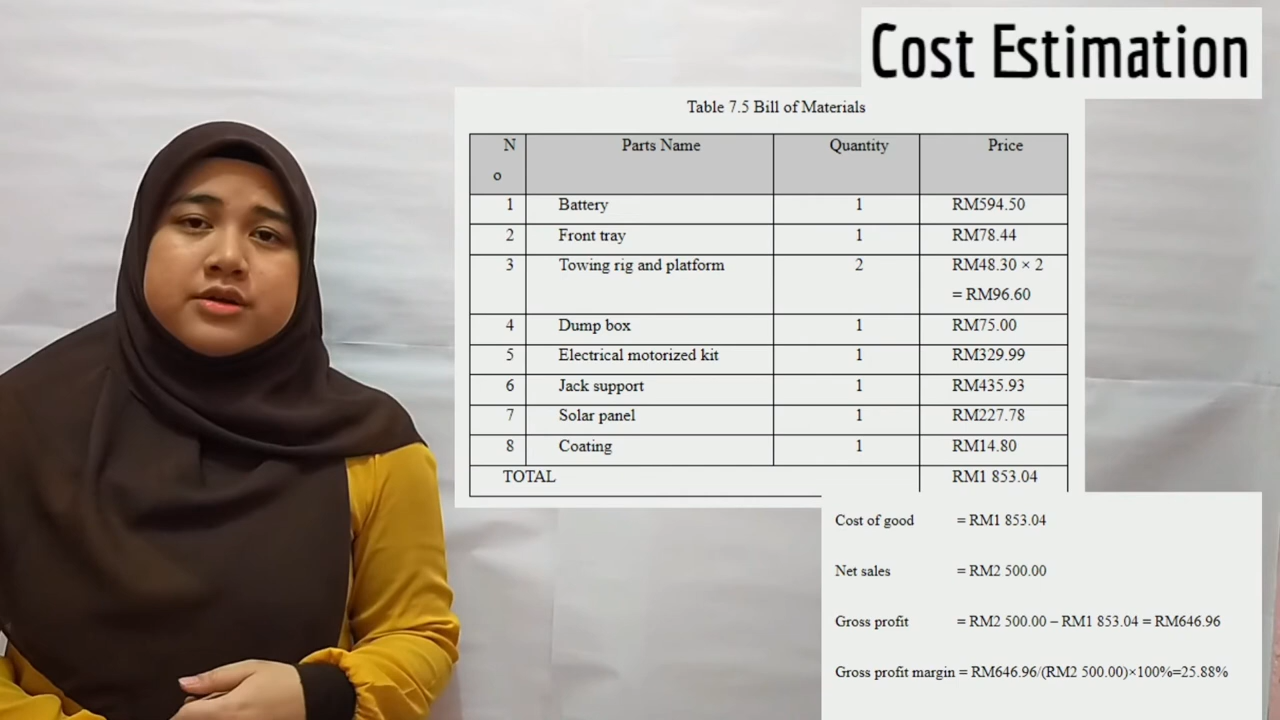 Cost Estimation
Table 7.5 Bill of Materials
No Parts Name Quantity Price
1 Battery 1 RM594.50
2 Front tray 1 RM78.44
3 Towing rig and platform 2 RM48.30 × 2
= RM96.60
4 Dump box 1 RM75.00
5 Electrical motorized kit 1 RM329.99
6 Jack support 1 RM435.93
7 Solar panel 1 RM227.78
8 Coating 1 RM14.80
TOTAL RM1 853.04
Cost of good = RM1 853.04
Net sales = RM2 500.00
Gross profit = RM2 500.00 – RM1 853.04 = RM646.96
Gross profit margin = RM646.96/(RM2 500.00)×100%=25.88%